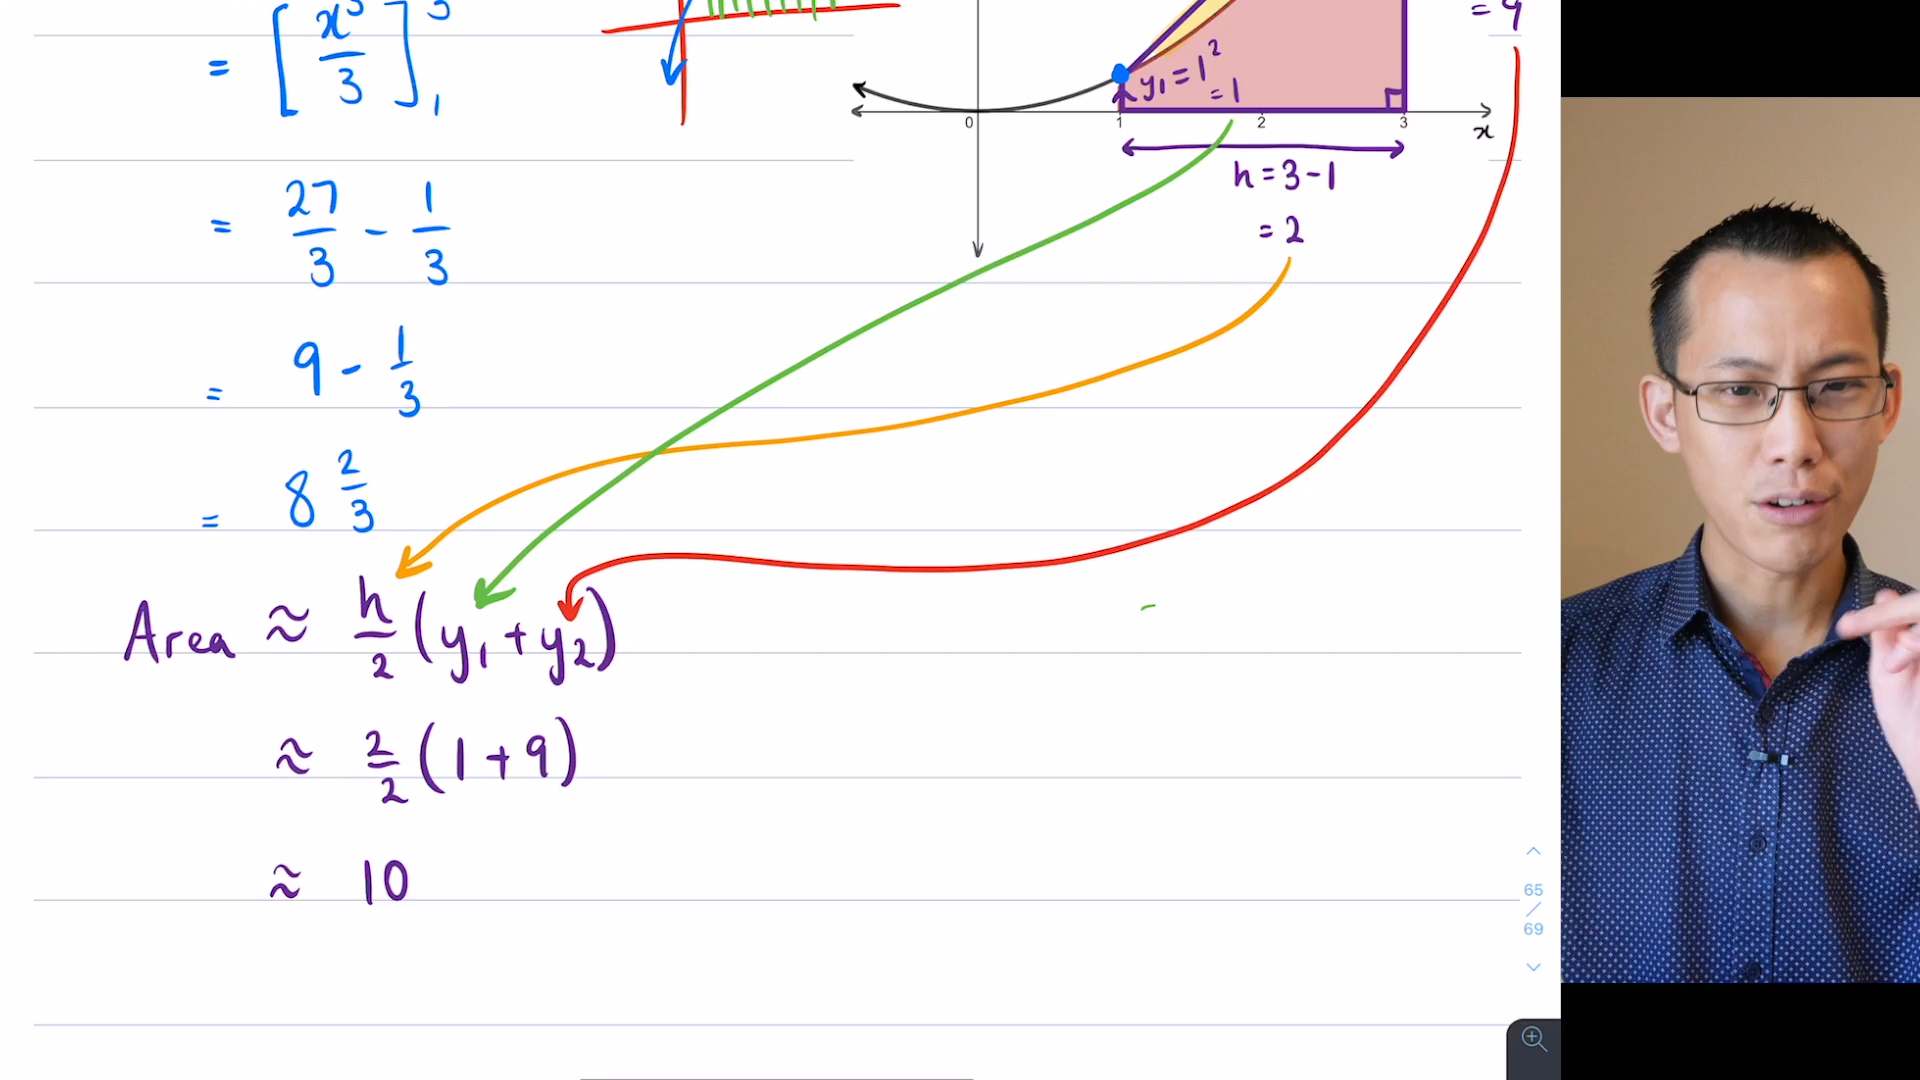 = [x³/3]³₁
= 27/3 - 1/3
= 9 - 1/3
= 8 2/3
= 9
y₁ = 1²
= 1
0 1 2 3 x
h = 3 - 1
= 2
Area ≈ h/2 (y₁ + y₂)
≈ 2/2 (1 + 9)
≈ 10
65
/
69